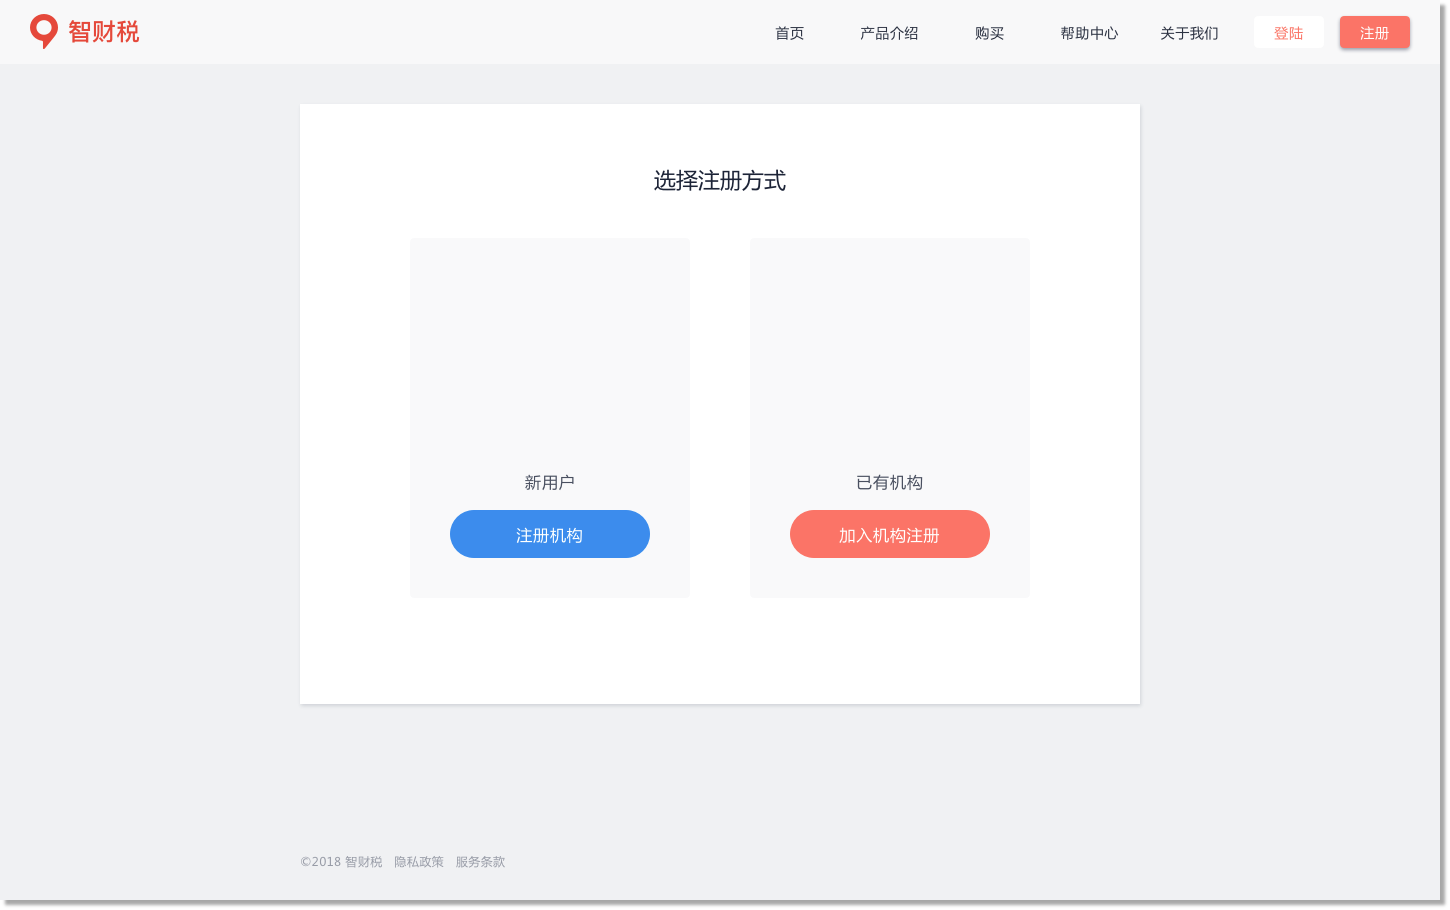 智财税 首页 产品介绍 购买 帮助中心 关于我们 登陆 注册
选择注册方式
新用户 已有机构
注册机构 加入机构注册
©2018 智财税 隐私政策 服务条款